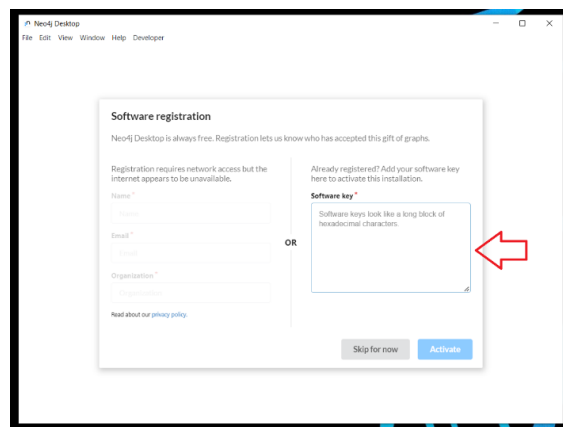 Neo4j Desktop
File Edit View Window Help Developer
Software registration
Neo4j Desktop is always free. Registration lets us know who has accepted this gift of graphs.
Registration requires network access but the
internet appears to be unavailable.
Name *
Name
Email *
Email
Organization *
Organization
Read about our privacy policy.
OR
Already registered? Add your software key
here to activate this installation.
Software key *
Software keys look like a long block of
hexadecimal characters.
Skip for now
Activate